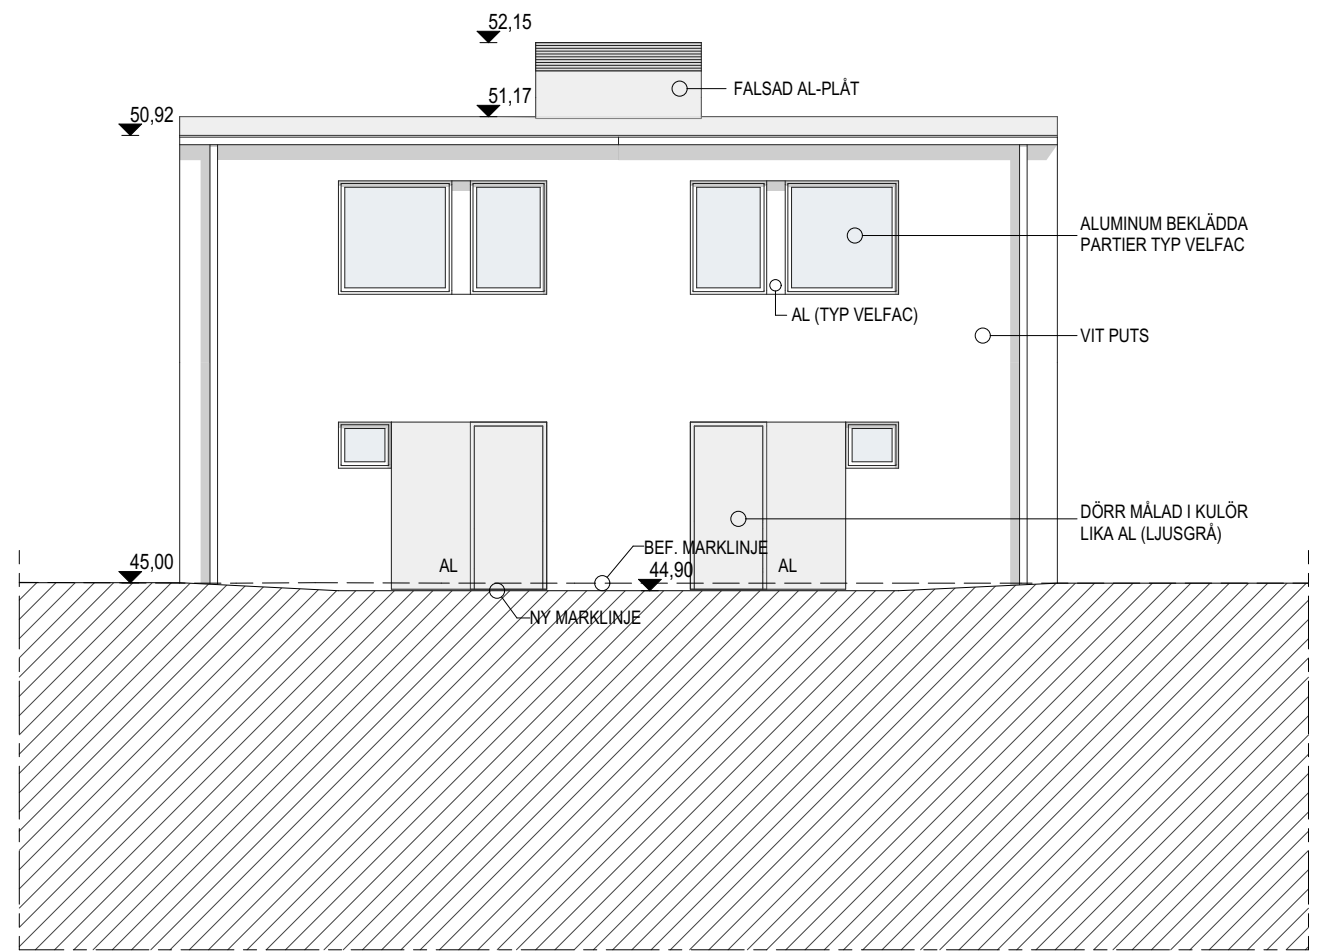 52,15
FALSAD AL-PLÅT
51,17
50,92
ALUMINUM BEKLÄDDA
PARTIER TYP VELFAC
AL (TYP VELFAC)
VIT PUTS
DÖRR MÅLAD I KULÖR
LIKA AL (LJUSGRÅ)
BEF. MARKLINJE
45,00
AL
44,90
AL
NY MARKLINJE